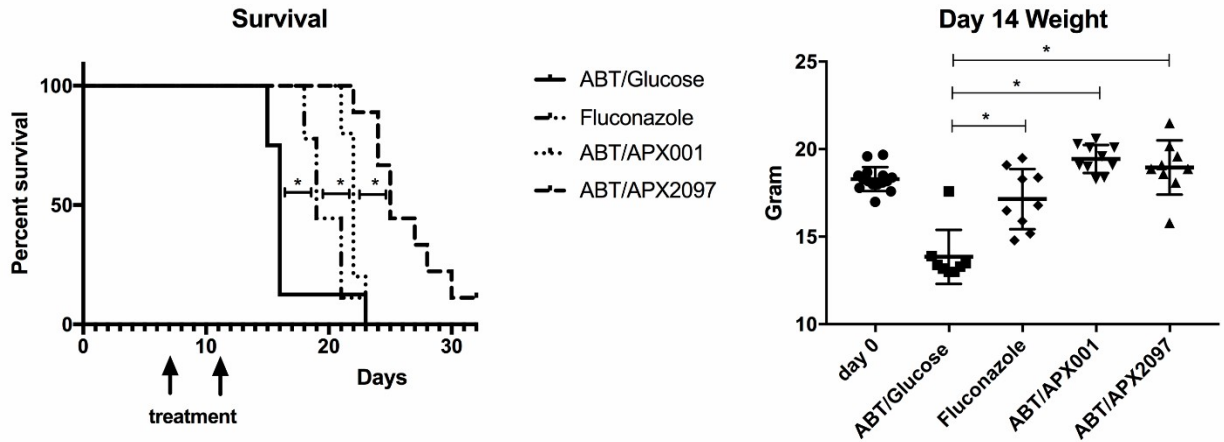 Survival
Percent survival
100
50
0
* * *
0 10 20 30
Days
treatment
ABT/Glucose
Fluconazole
ABT/APX001
ABT/APX2097
Day 14 Weight
Gram
25
20
15
10
*
*
*
day 0
ABT/Glucose
Fluconazole
ABT/APX001
ABT/APX2097